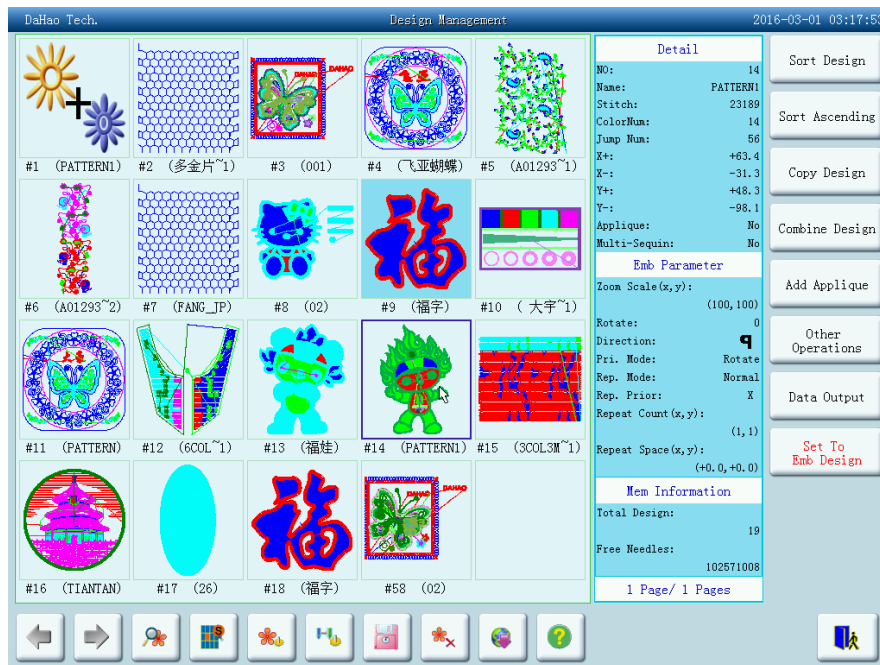 DaHao Tech.
Design Management
2016-03-01 03:17:53
DAHAO
DAHAO
#1 (PATTERN1)
#2 (多金片~1)
#3 (001)
#4 (飞亚蝴蝶)
#5 (A01293~1)
福
#6 (A01293~2)
#7 (FANG_JP)
#8 (02)
#9 (福字)
#10 ( 大宇~1)
#11 (PATTERN)
#12 (6COL~1)
#13 (福娃)
#14 (PATTERN1)
#15 (3COL3M~1)
福
DAHAO
DAHAO
#16 (TIANTAN)
#17 (26)
#18 (福字)
#58 (02)
Detail
NO: 14
Name: PATTERN1
Stitch: 23189
ColorNum: 14
Jump Num: 56
X+: +63.4
X-: -31.3
Y+: +48.3
Y-: -98.1
Applique: No
Multi-Sequin: No
Emb Parameter
Zoom Scale(x,y):
(100,100)
Rotate: 0
Direction:
Pri. Mode: Rotate
Rep. Mode: Normal
Rep. Prior: X
Repeat Count(x,y):
(1,1)
Repeat Space(x,y):
(+0.0,+0.0)
Mem Information
Total Design:
19
Free Needles:
102571008
1 Page/ 1 Pages
Sort Design
Sort Ascending
Copy Design
Combine Design
Add Applique
Other
Operations
Data Output
Set To
Emb Design
S
?